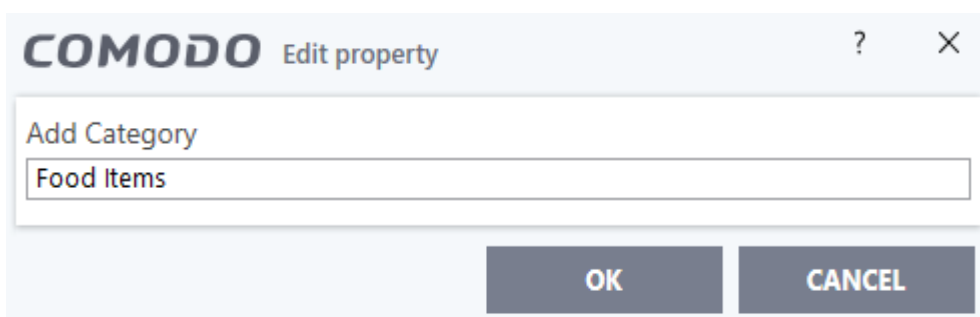 COMODO Edit property ? ×
Add Category
Food Items
OK CANCEL